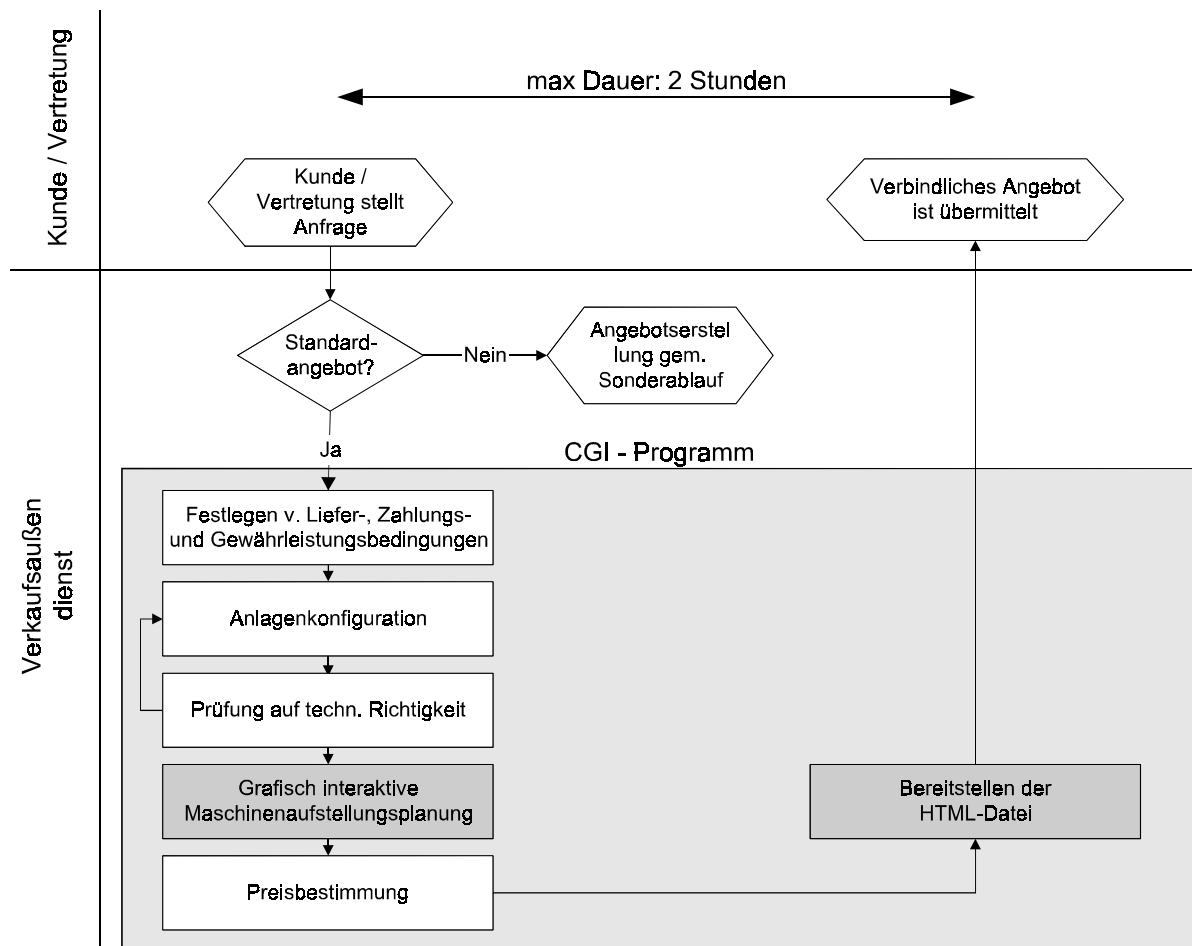 Kunde / Vertretung
max Dauer: 2 Stunden
Kunde /
Vertretung stellt
Anfrage
Verbindliches Angebot
ist übermittelt
Verkaufsaußen
dienst
Standard-
angebot?
Nein
Angebotserstel
lung gem.
Sonderablauf
Ja
CGI - Programm
Festlegen v. Liefer-, Zahlungs-
und Gewährleistungsbedingungen
Anlagenkonfiguration
Prüfung auf techn. Richtigkeit
Grafisch interaktive
Maschinenaufstellungsplanung
Bereitstellen der
HTML-Datei
Preisbestimmung